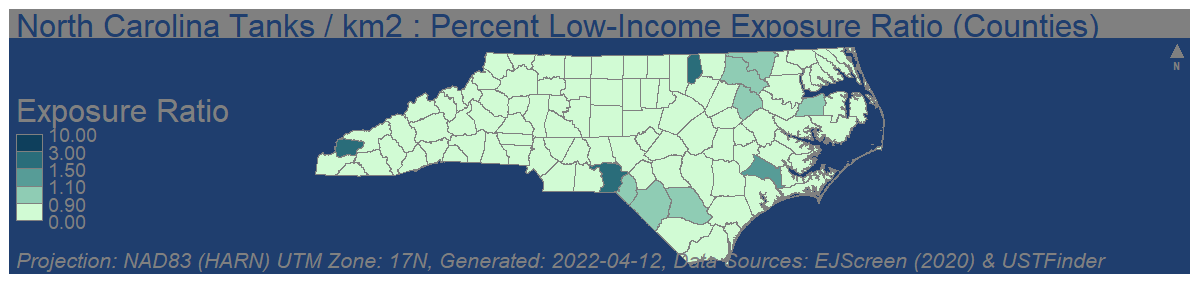 North Carolina Tanks / km2 : Percent Low-Income Exposure Ratio (Counties)
N
Exposure Ratio
10.00
3.00
1.50
1.10
0.90
0.00
Projection: NAD83 (HARN) UTM Zone: 17N, Generated: 2022-04-12, Data Sources: EJScreen (2020) & USTFinder